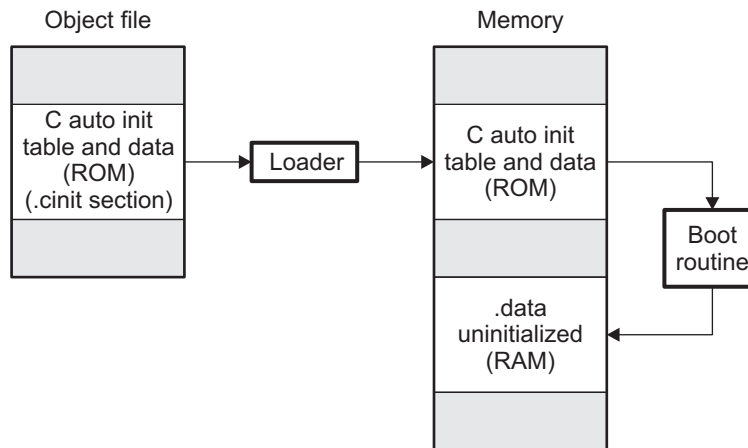 Object file
Memory
C auto init
table and data
(ROM)
(.cinit section)
Loader
C auto init
table and data
(ROM)
Boot
routine
.data
uninitialized
(RAM)